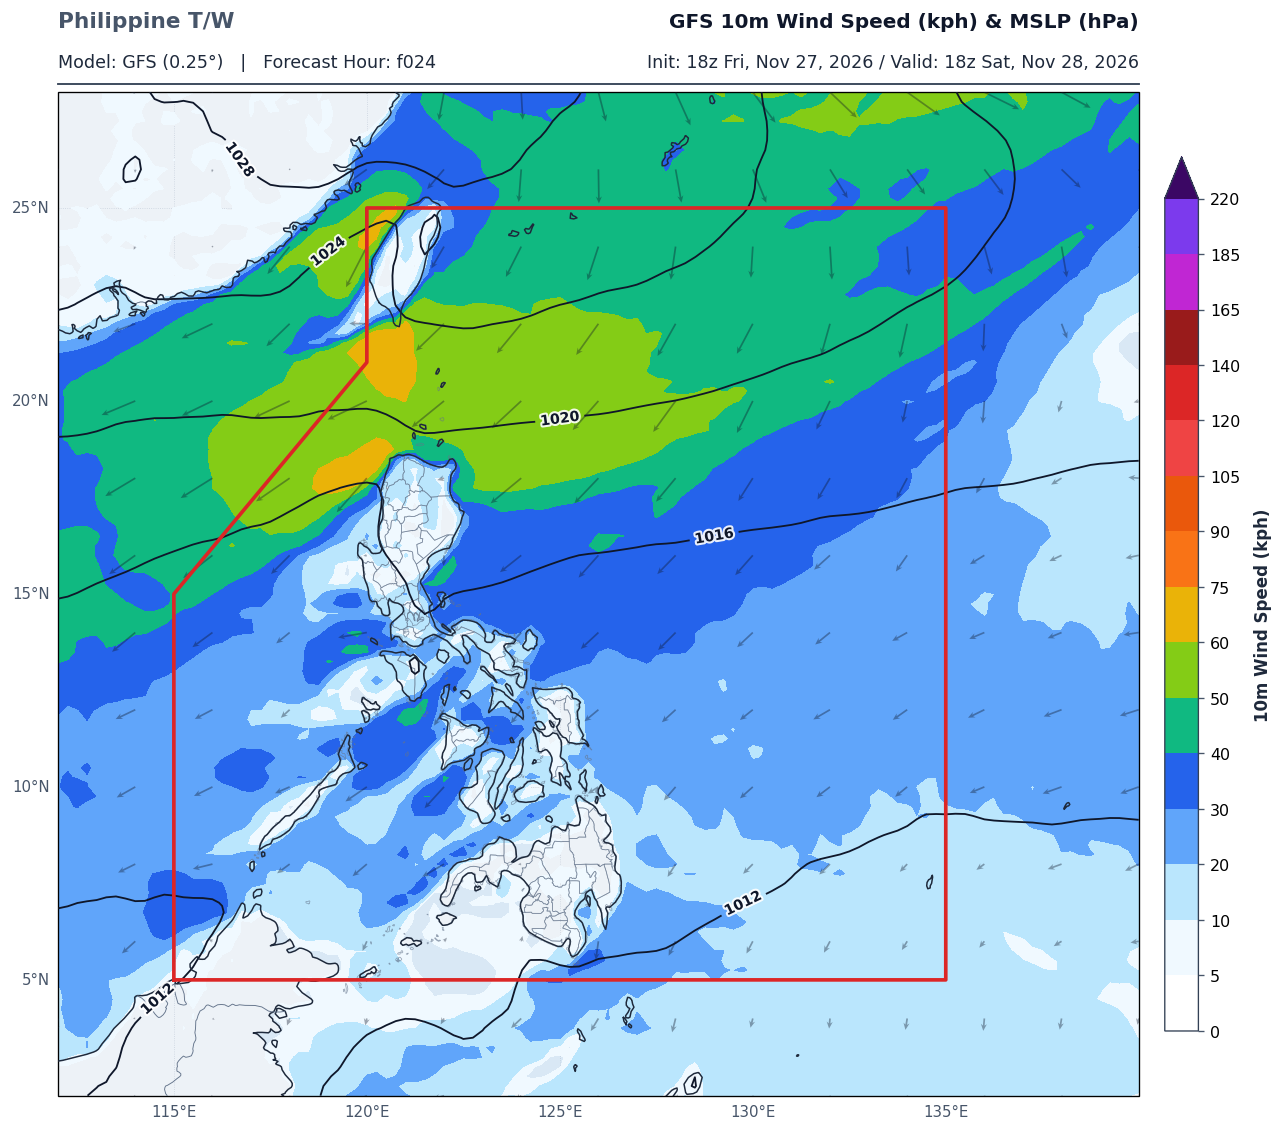 Philippine T/W
GFS 10m Wind Speed (kph) & MSLP (hPa)
Model: GFS (0.25°) | Forecast Hour: f024
Init: 18z Fri, Nov 27, 2026 / Valid: 18z Sat, Nov 28, 2026
1028
1024
1020
1016
1012
1012
25°N
20°N
15°N
10°N
5°N
115°E
120°E
125°E
130°E
135°E
220
185
165
140
120
105
90
75
60
50
40
30
20
10
5
0
10m Wind Speed (kph)